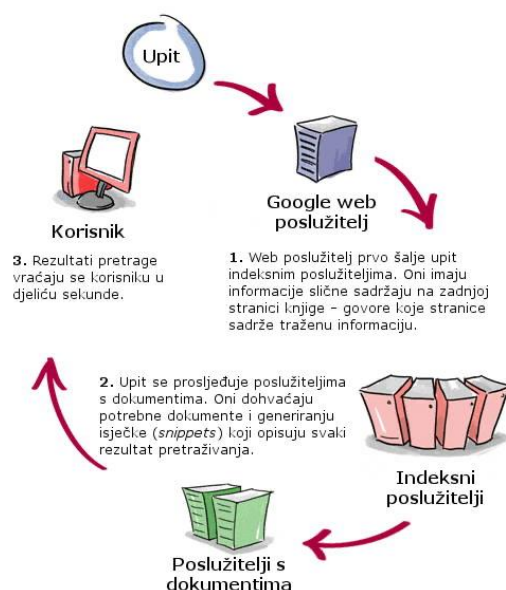 Upit
Google web
poslužitelj
Korisnik
3. Rezultati pretrage
vraćaju se korisniku u
djeliću sekunde.
1. Web poslužitelj prvo šalje upit
indeksnim poslužiteljima. Oni imaju
informacije slične sadržaju na zadnjoj
stranici knjige – govore koje stranice
sadrže traženu informaciju.
2. Upit se prosljeđuje poslužiteljima
s dokumentima. Oni dohvaćaju
potrebne dokumente i generiranju
isječke (snippets) koji opisuju svaki
rezultat pretraživanja.
Indeksni
poslužitelji
Poslužitelji s
dokumentima